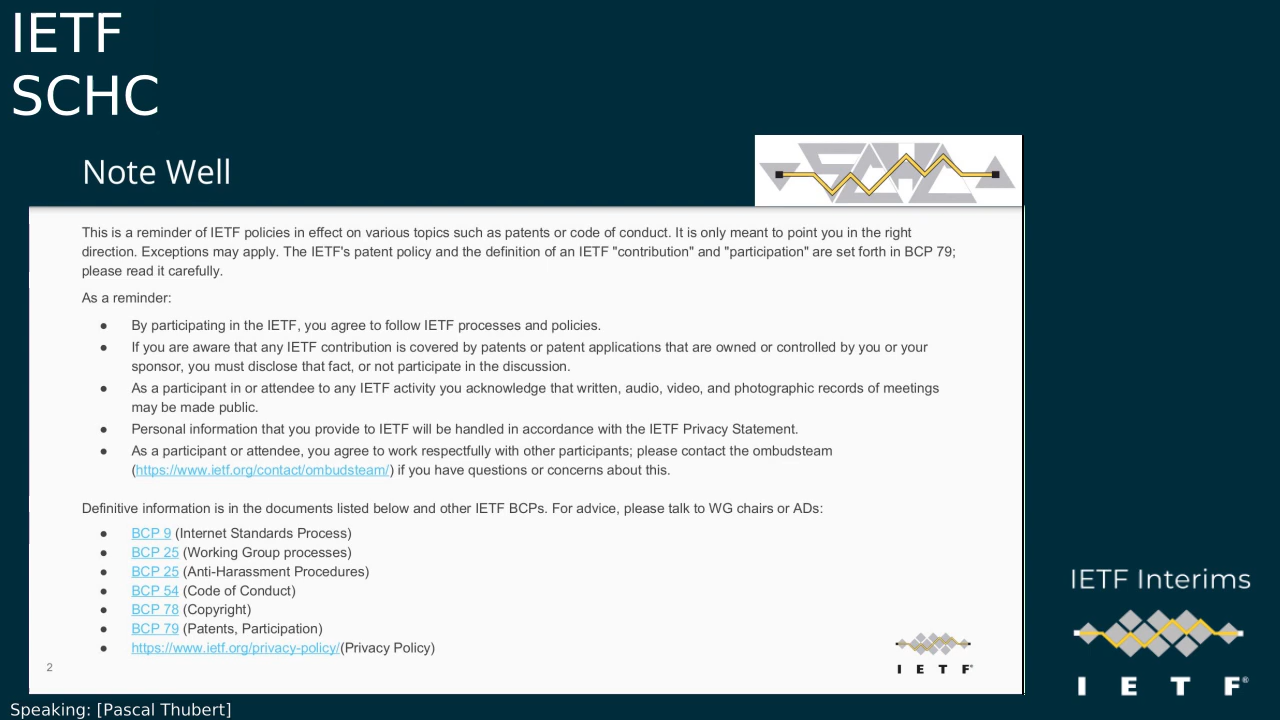 IETF
SCHC
Note Well
SCHC
This is a reminder of IETF policies in effect on various topics such as patents or code of conduct. It is only meant to point you in the right
direction. Exceptions may apply. The IETF's patent policy and the definition of an IETF "contribution" and "participation" are set forth in BCP 79;
please read it carefully.
As a reminder:
● By participating in the IETF, you agree to follow IETF processes and policies.
● If you are aware that any IETF contribution is covered by patents or patent applications that are owned or controlled by you or your
sponsor, you must disclose that fact, or not participate in the discussion.
● As a participant in or attendee to any IETF activity you acknowledge that written, audio, video, and photographic records of meetings
may be made public.
● Personal information that you provide to IETF will be handled in accordance with the IETF Privacy Statement.
● As a participant or attendee, you agree to work respectfully with other participants; please contact the ombudsteam
(https://www.ietf.org/contact/ombudsteam/) if you have questions or concerns about this.
Definitive information is in the documents listed below and other IETF BCPs. For advice, please talk to WG chairs or ADs:
● BCP 9 (Internet Standards Process)
● BCP 25 (Working Group processes)
● BCP 25 (Anti-Harassment Procedures)
● BCP 54 (Code of Conduct)
● BCP 78 (Copyright)
● BCP 79 (Patents, Participation)
● https://www.ietf.org/privacy-policy/(Privacy Policy)
2
I E T F®
IETF Interims
I E T F®
Speaking: [Pascal Thubert]